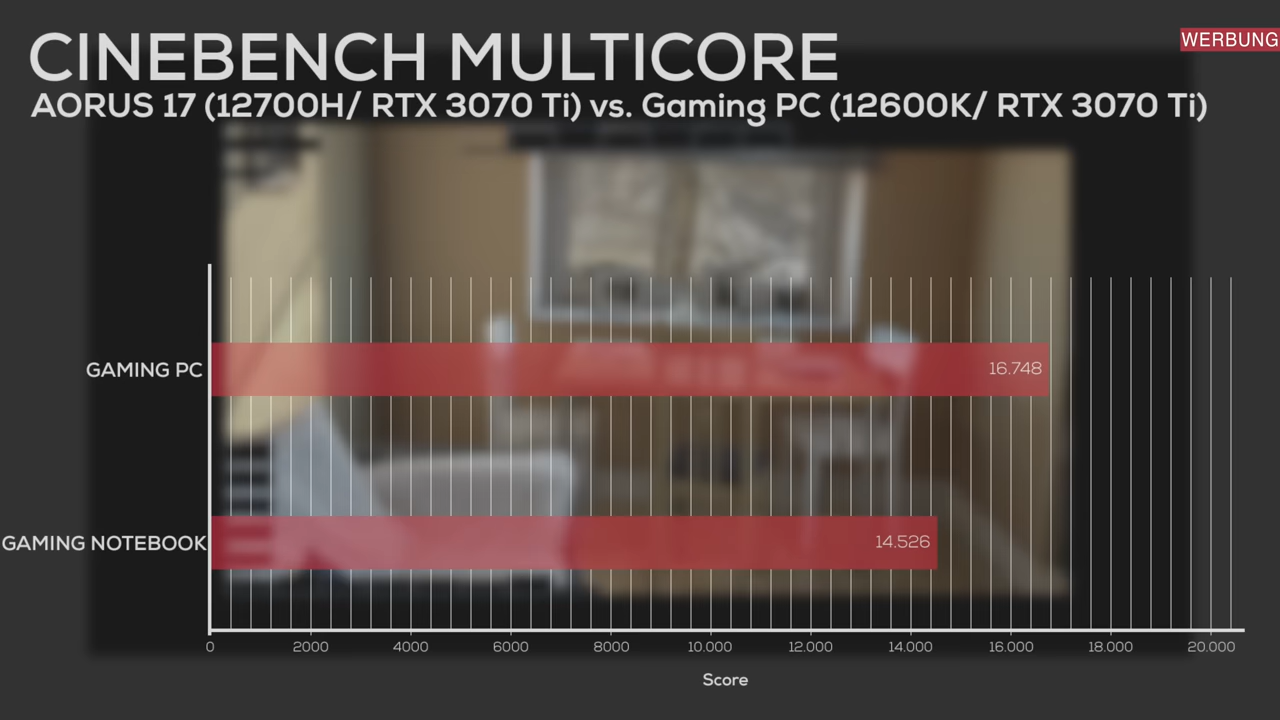 CINEBENCH MULTICORE
WERBUNG
AORUS 17 (12700H/ RTX 3070 Ti) vs. Gaming PC (12600K/ RTX 3070 Ti)
GAMING PC
16.748
GAMING NOTEBOOK
14.526
0 2000 4000 6000 8000 10.000 12.000 14.000 16.000 18.000 20.000
Score